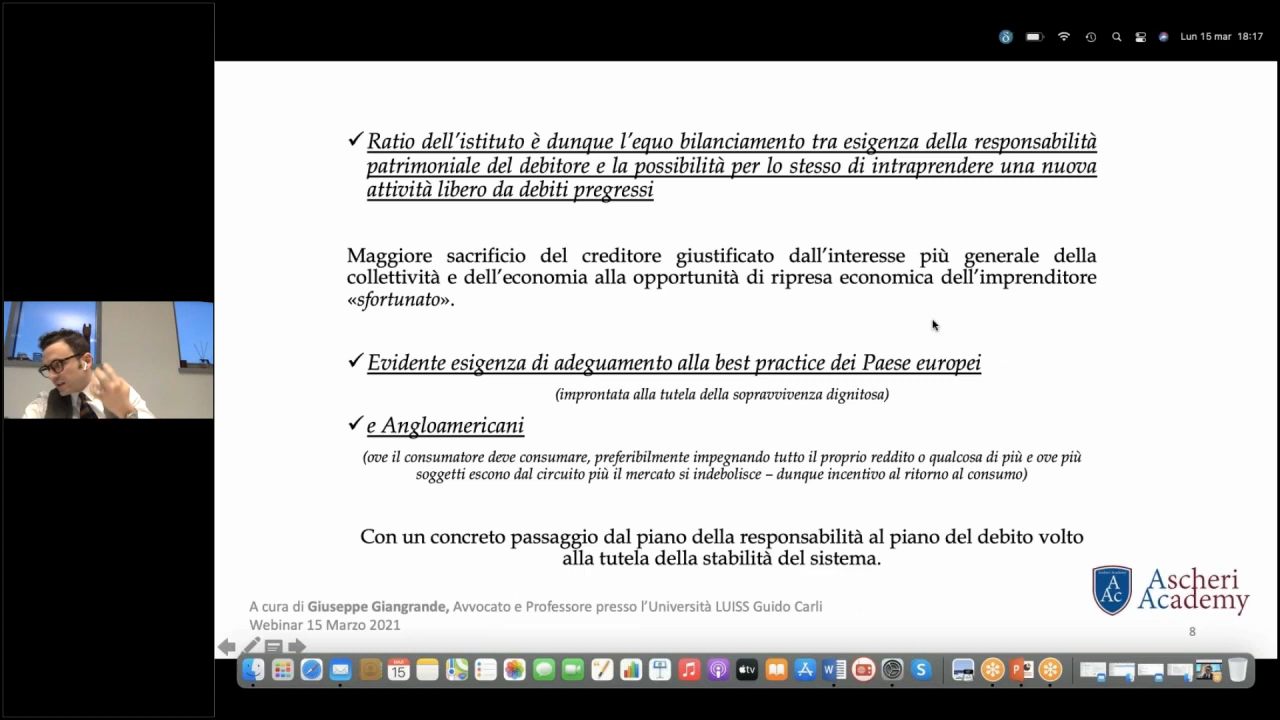 Lun 15 mar 18:17
✓ Ratio dell'istituto è dunque l'equo bilanciamento tra esigenza della responsabilità
patrimoniale del debitore e la possibilità per lo stesso di intraprendere una nuova
attività libero da debiti pregressi
Maggiore sacrificio del creditore giustificato dall'interesse più generale della
collettività e dell'economia alla opportunità di ripresa economica dell'imprenditore
«sfortunato».
✓ Evidente esigenza di adeguamento alla best practice dei Paese europei
(improntata alla tutela della sopravvivenza dignitosa)
✓ e Angloamericani
(ove il consumatore deve consumare, preferibilmente impegnando tutto il proprio reddito o qualcosa di più e ove più
soggetti escono dal circuito più il mercato si indebolisce – dunque incentivo al ritorno al consumo)
Con un concreto passaggio dal piano della responsabilità al piano del debito volto
alla tutela della stabilità del sistema.
A Ac
Ascheri
Academy
A cura di Giuseppe Giangrande, Avvocato e Professore presso l'Università LUISS Guido Carli
Webinar 15 Marzo 2021
8
15
tv